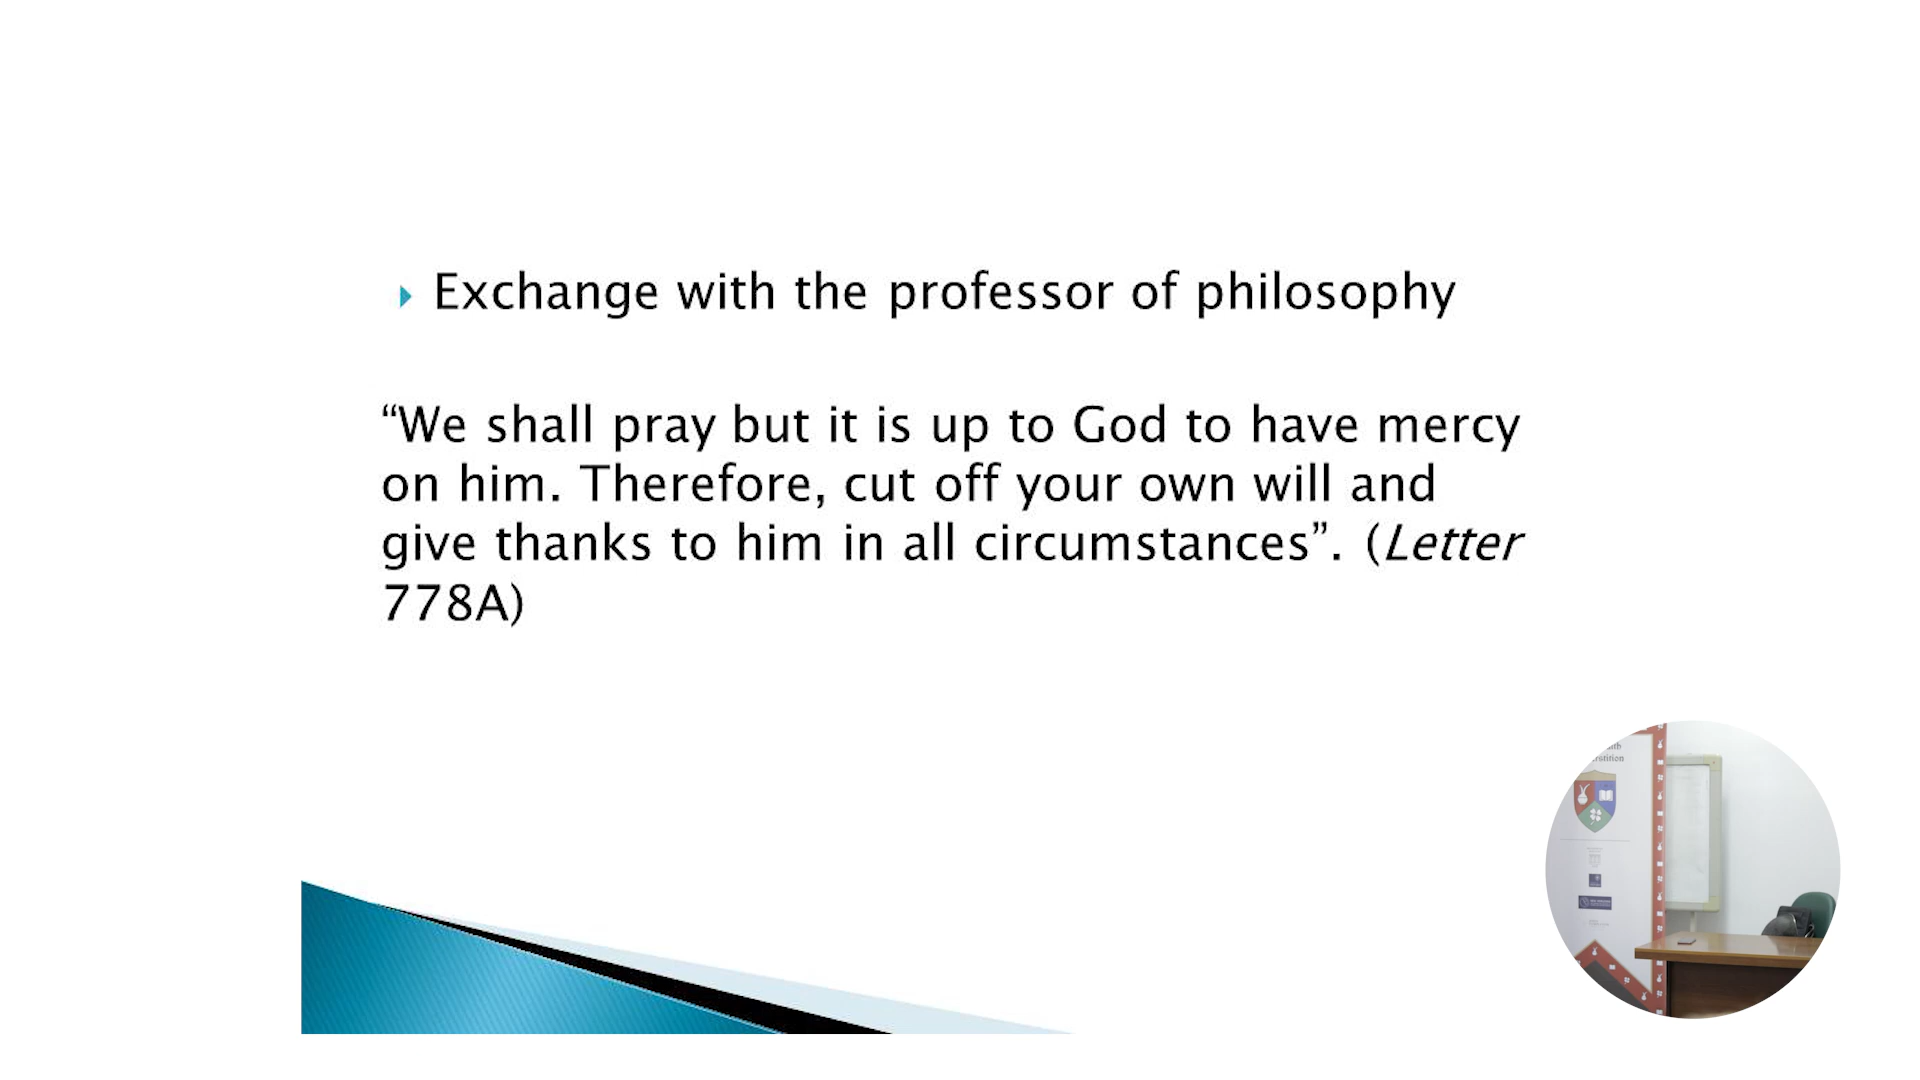 Exchange with the professor of philosophy
“We shall pray but it is up to God to have mercy
on him. Therefore, cut off your own will and
give thanks to him in all circumstances”. (Letter
778A)